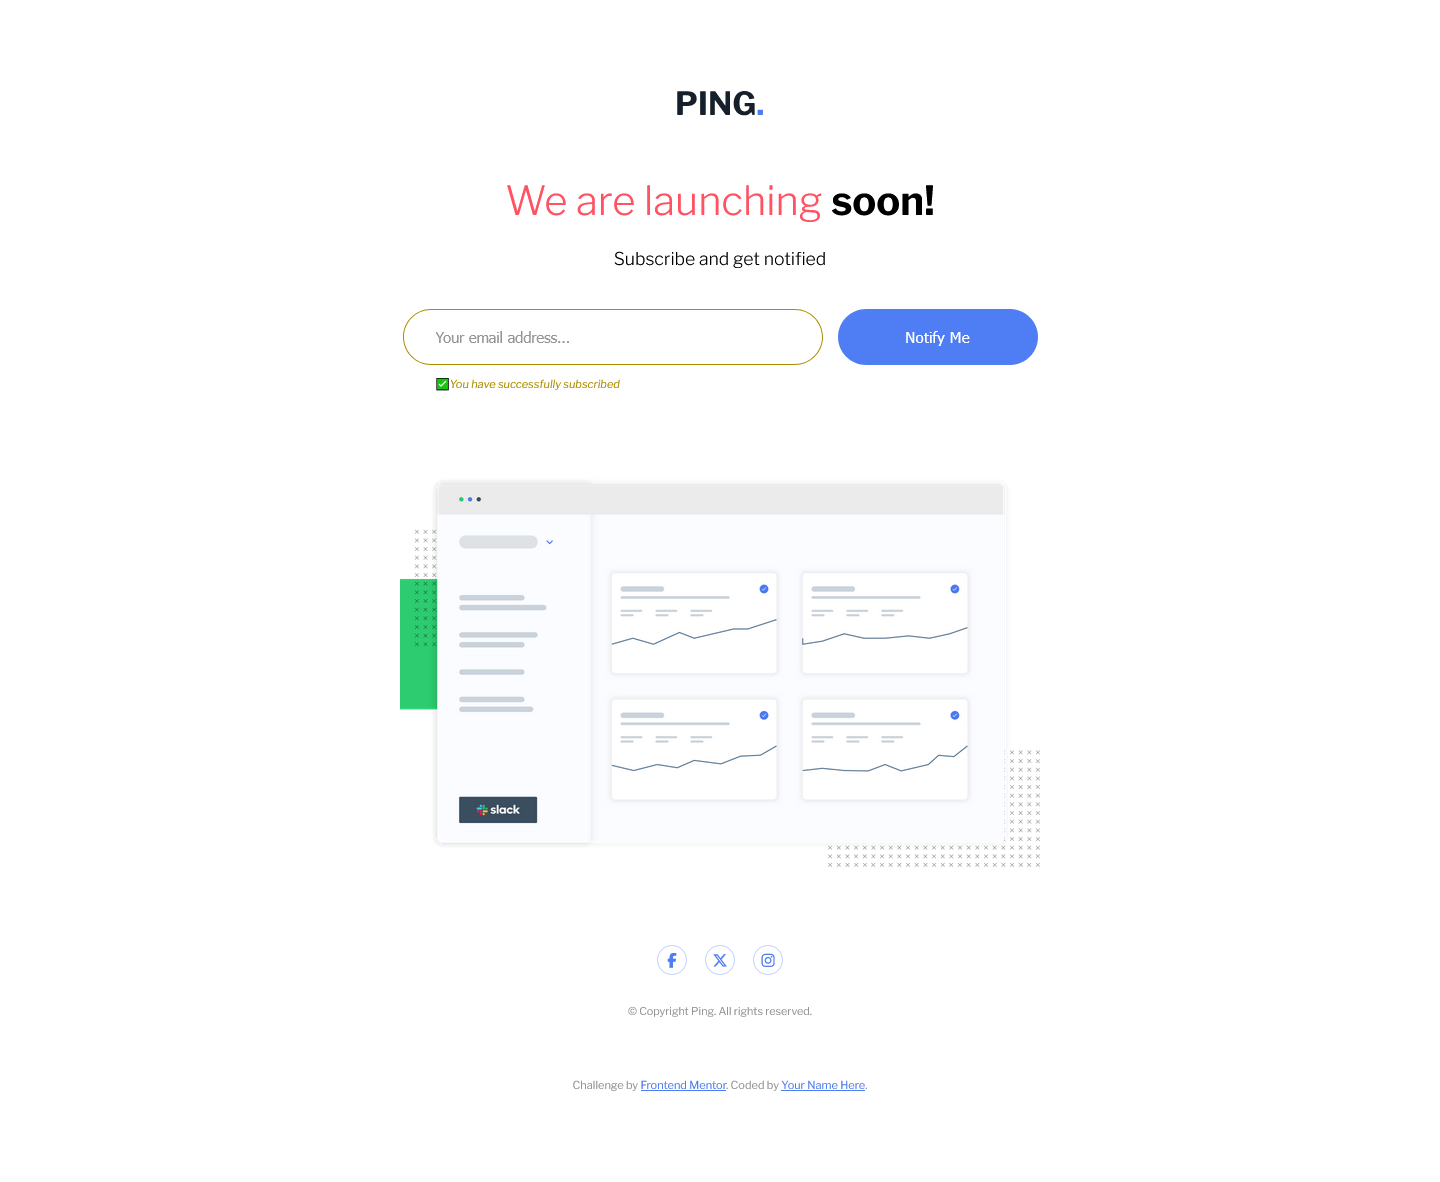 PING.
We are launching soon!
Subscribe and get notified
Your email address...
Notify Me
✅You have successfully subscribed
slack
© Copyright Ping. All rights reserved.
Challenge by Frontend Mentor. Coded by Your Name Here.